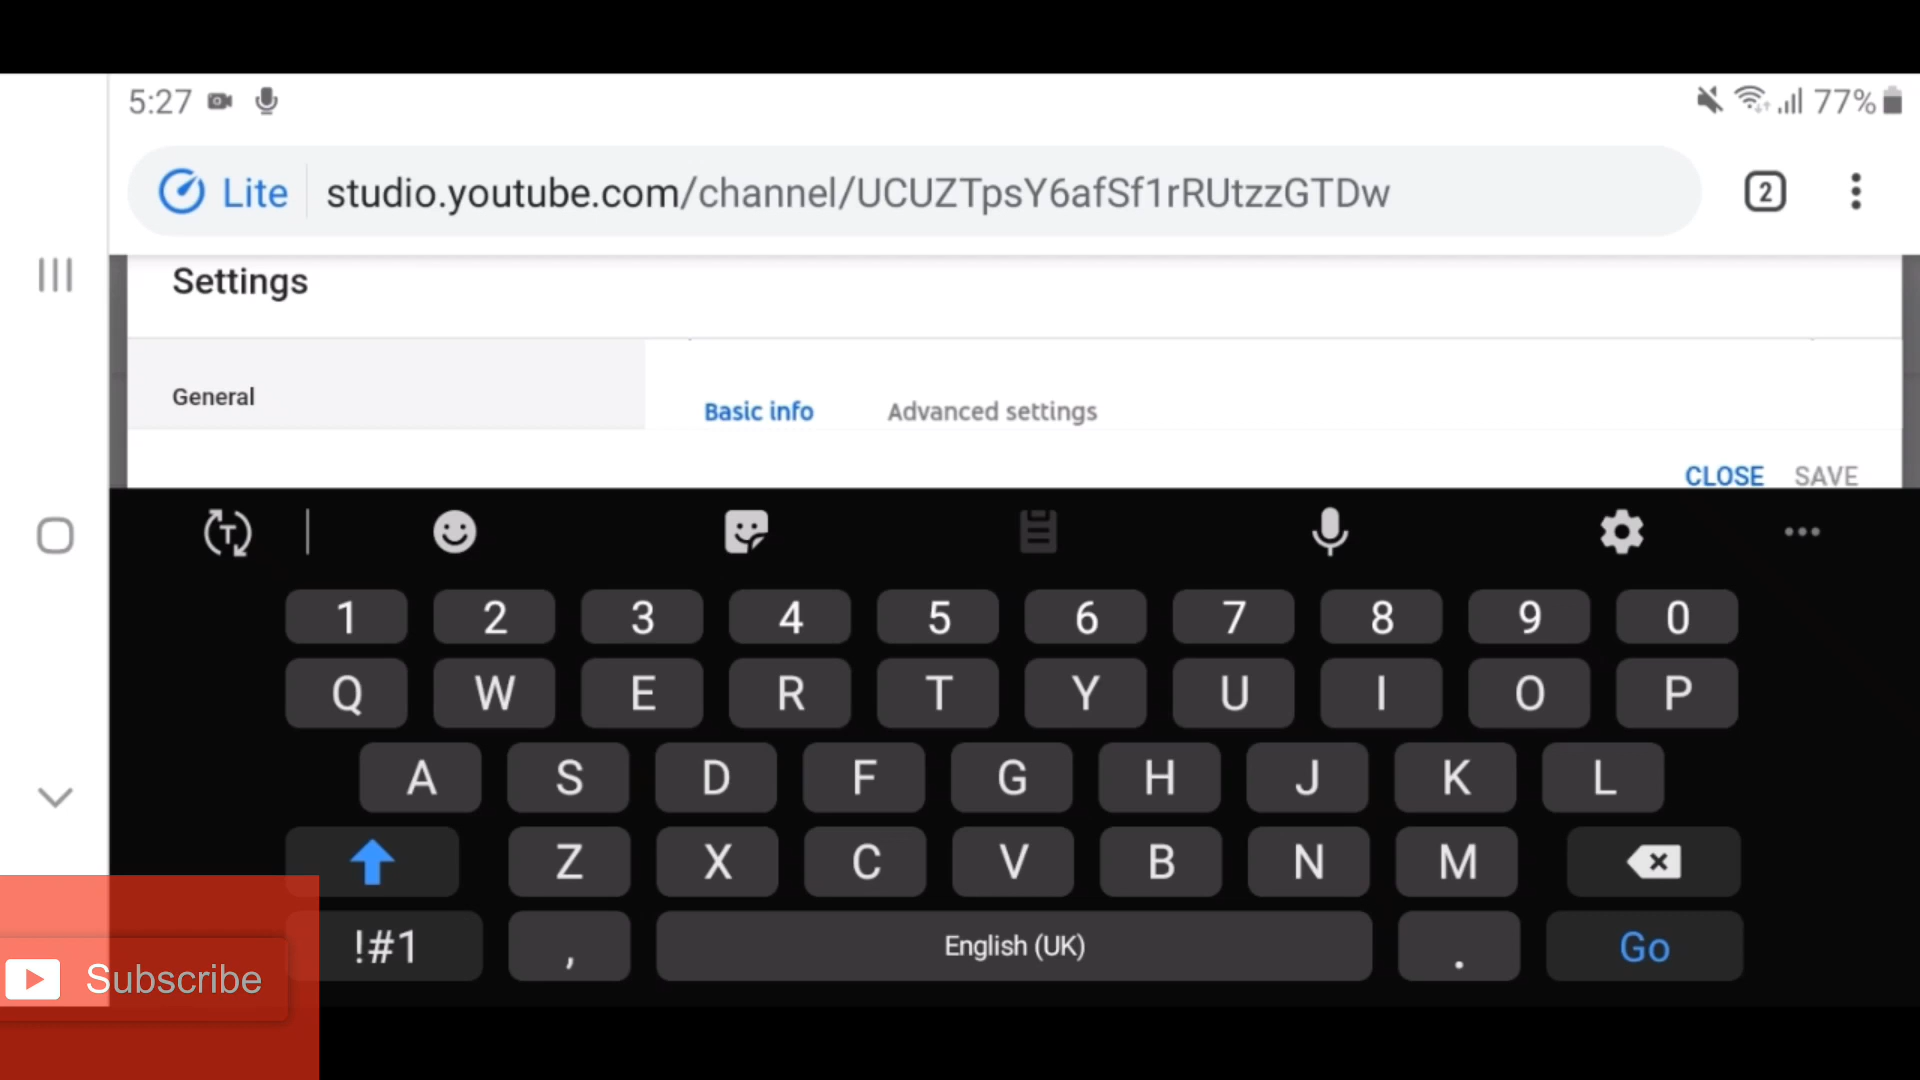 5:27
77%
Lite studio.youtube.com/channel/UCUZTpsY6afSf1rRUtzzGTDw
2
Settings
General
Basic info Advanced settings
CLOSE SAVE
T
1 2 3 4 5 6 7 8 9 0
Q W E R T Y U I O P
A S D F G H J K L
Z X C V B N M
!#1 , English (UK) . Go
Subscribe